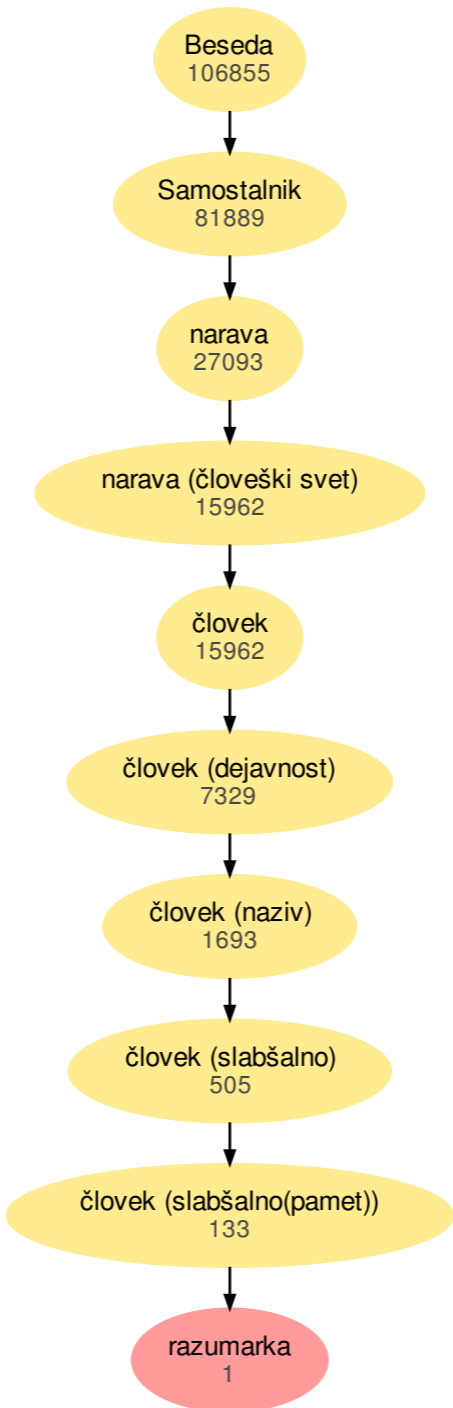 Beseda
106855
Samostalnik
81889
narava
27093
narava (človeški svet)
15962
človek
15962
človek (dejavnost)
7329
človek (naziv)
1693
človek (slabšalno)
505
človek (slabšalno(pamet))
133
razumarka
1